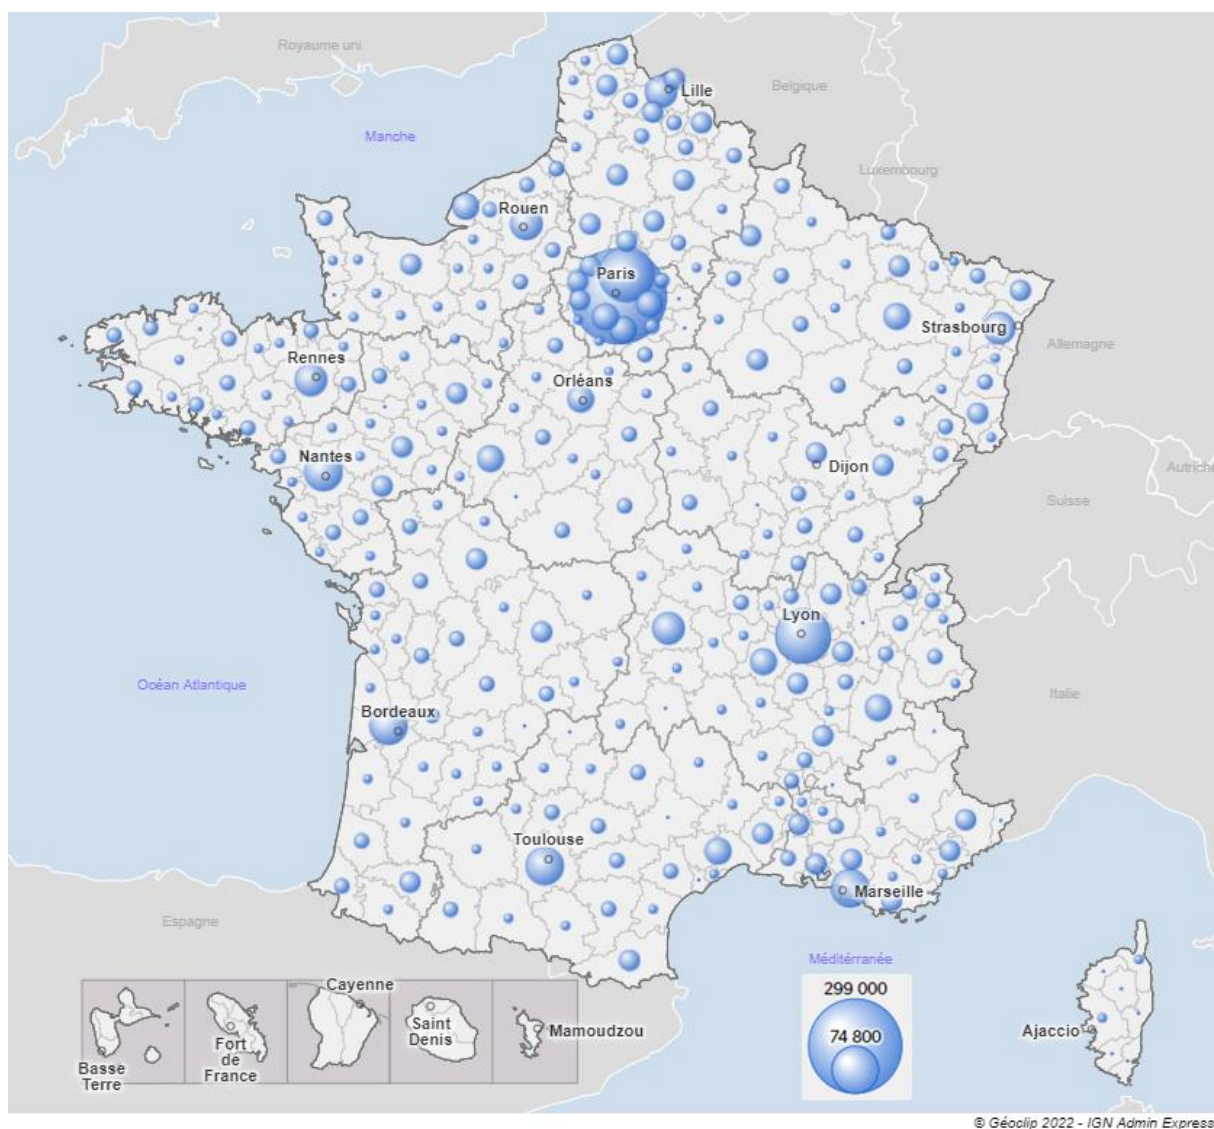 Royaume uni
Belgique
Lille
Manche
Luxembourg
Rouen
Paris
Strasbourg
Allemagne
Rennes
Orléans
Nantes
Dijon
Autriche
Suisse
Lyon
Océan Atlantique
Italie
Bordeaux
Toulouse
Marseille
Espagne
Méditérranée
299 000
74 800
Cayenne
Saint
Denis
Mamoudzou
Fort
de
France
Basse
Terre
Ajaccio
© Géoclip 2022 - IGN Admin Express